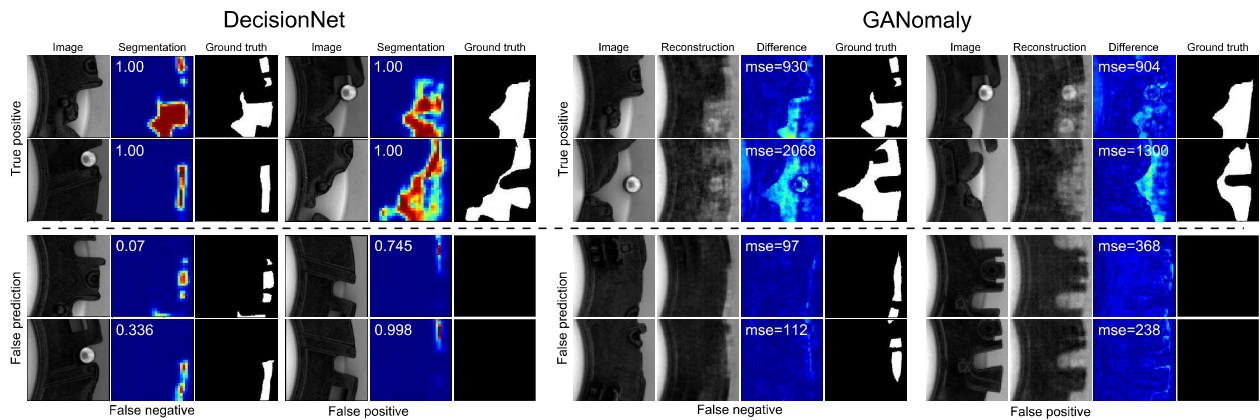 DecisionNet
GANomaly
Image Segmentation Ground truth Image Segmentation Ground truth
Image Reconstruction Difference Ground truth Image Reconstruction Difference Ground truth
True positive
1.00
1.00
1.00
1.00
True positive
mse=930
mse=904
mse=2068
mse=1300
False prediction
0.07
0.745
0.336
0.998
False prediction
mse=97
mse=368
mse=112
mse=238
False negative
False positive
False negative
False positive